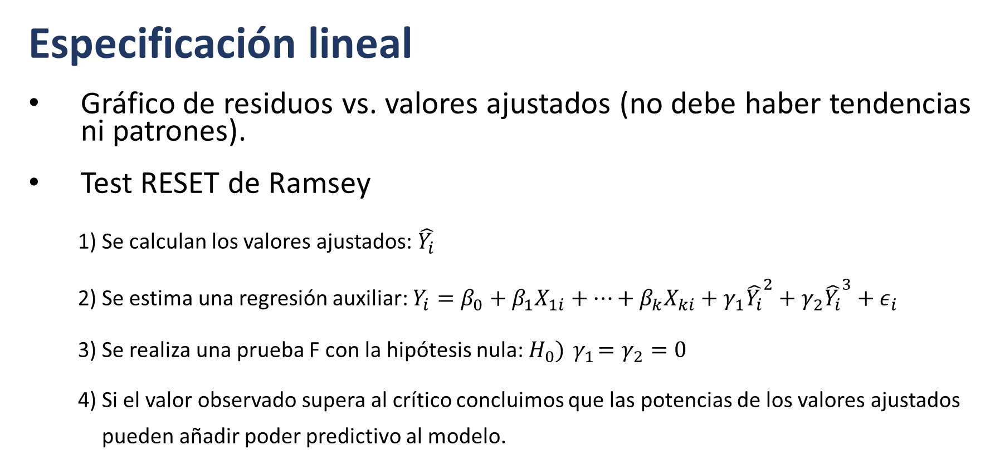 Especificación lineal
• Gráfico de residuos vs. valores ajustados (no debe haber tendencias
ni patrones).
• Test RESET de Ramsey
1) Se calculan los valores ajustados: $\widehat{Y}_i$
2) Se estima una regresión auxiliar: $Y_i = \beta_0 + \beta_1 X_{1i} + \cdots + \beta_k X_{ki} + \gamma_1 \widehat{Y}_i^2 + \gamma_2 \widehat{Y}_i^3 + \epsilon_i$
3) Se realiza una prueba F con la hipótesis nula: $H_0)\ \gamma_1 = \gamma_2 = 0$
4) Si el valor observado supera al crítico concluimos que las potencias de los valores ajustados
pueden añadir poder predictivo al modelo.